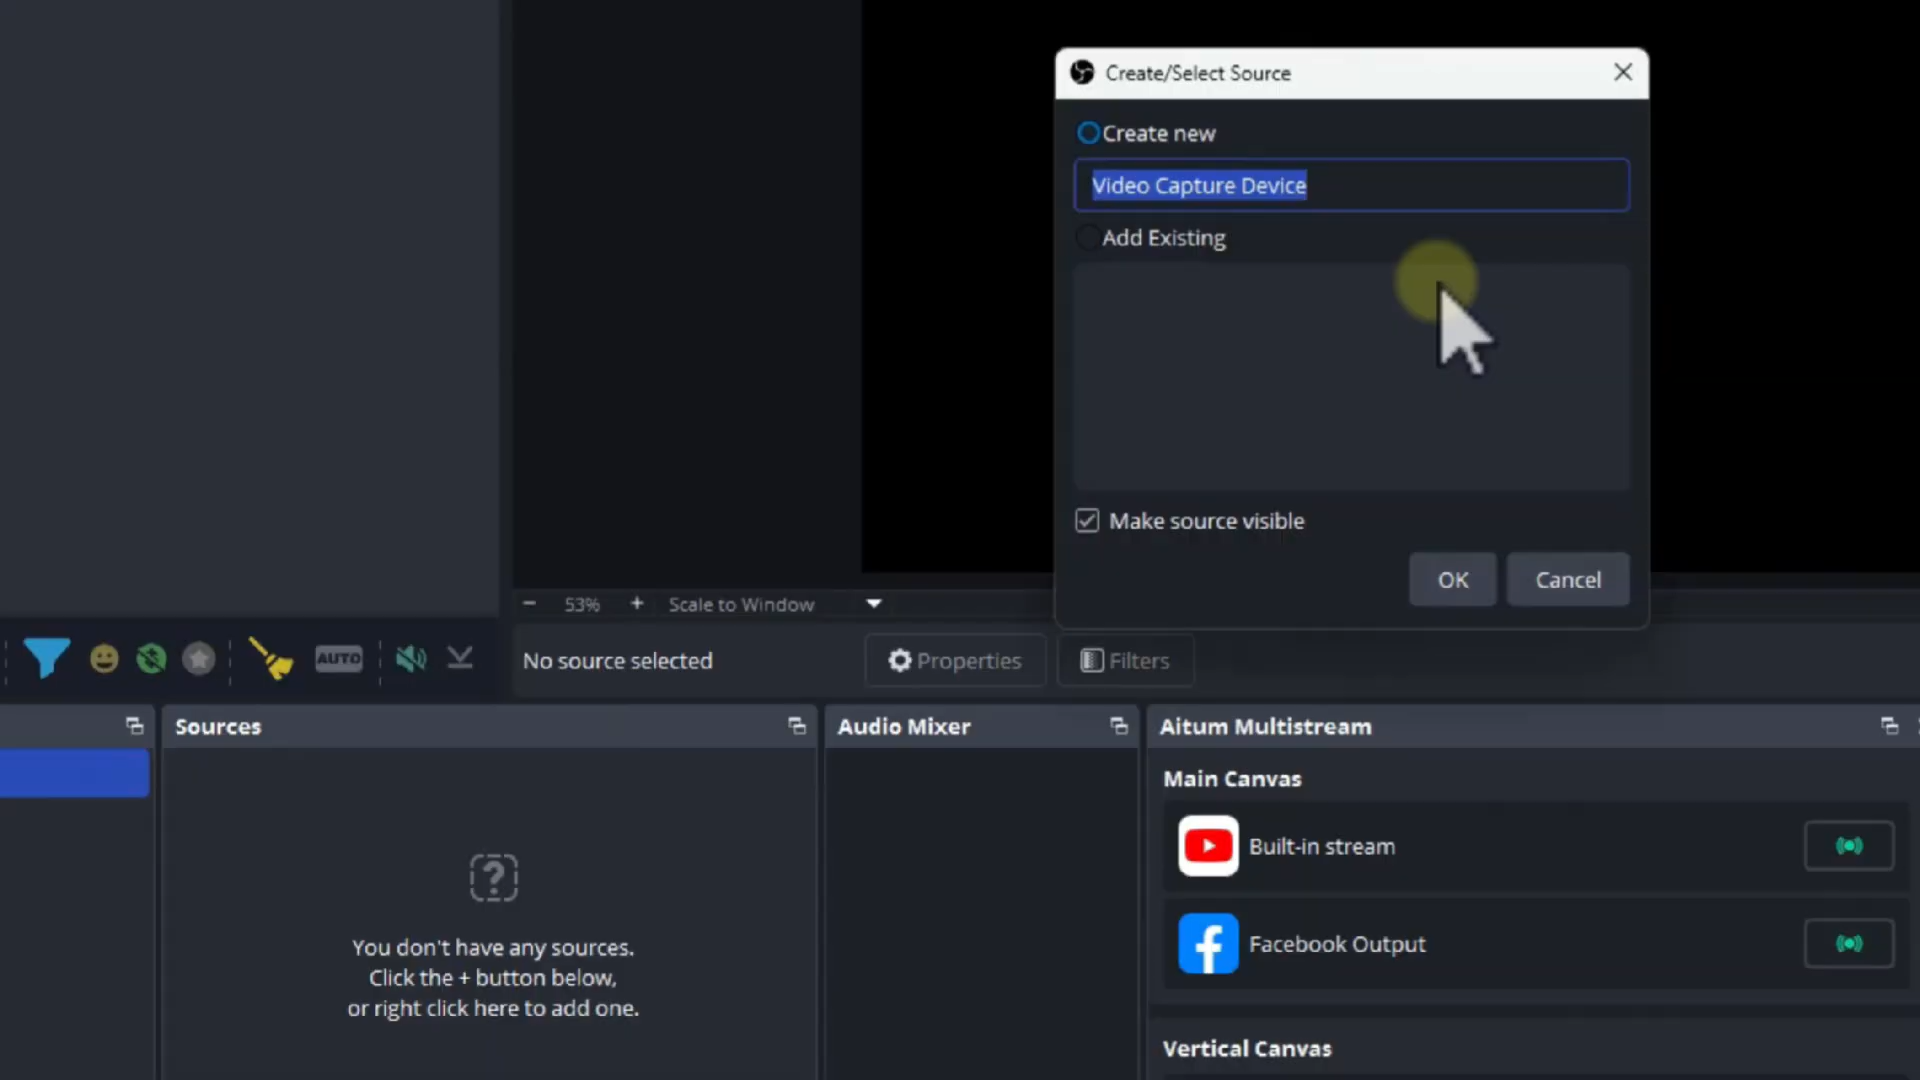 Create/Select Source
Create new
Video Capture Device
Add Existing
Make source visible
OK
Cancel
53%
Scale to Window
AUTO
No source selected
Properties
Filters
Sources
Audio Mixer
Aitum Multistream
Main Canvas
Built-in stream
Facebook Output
You don't have any sources.
Click the + button below,
or right click here to add one.
Vertical Canvas